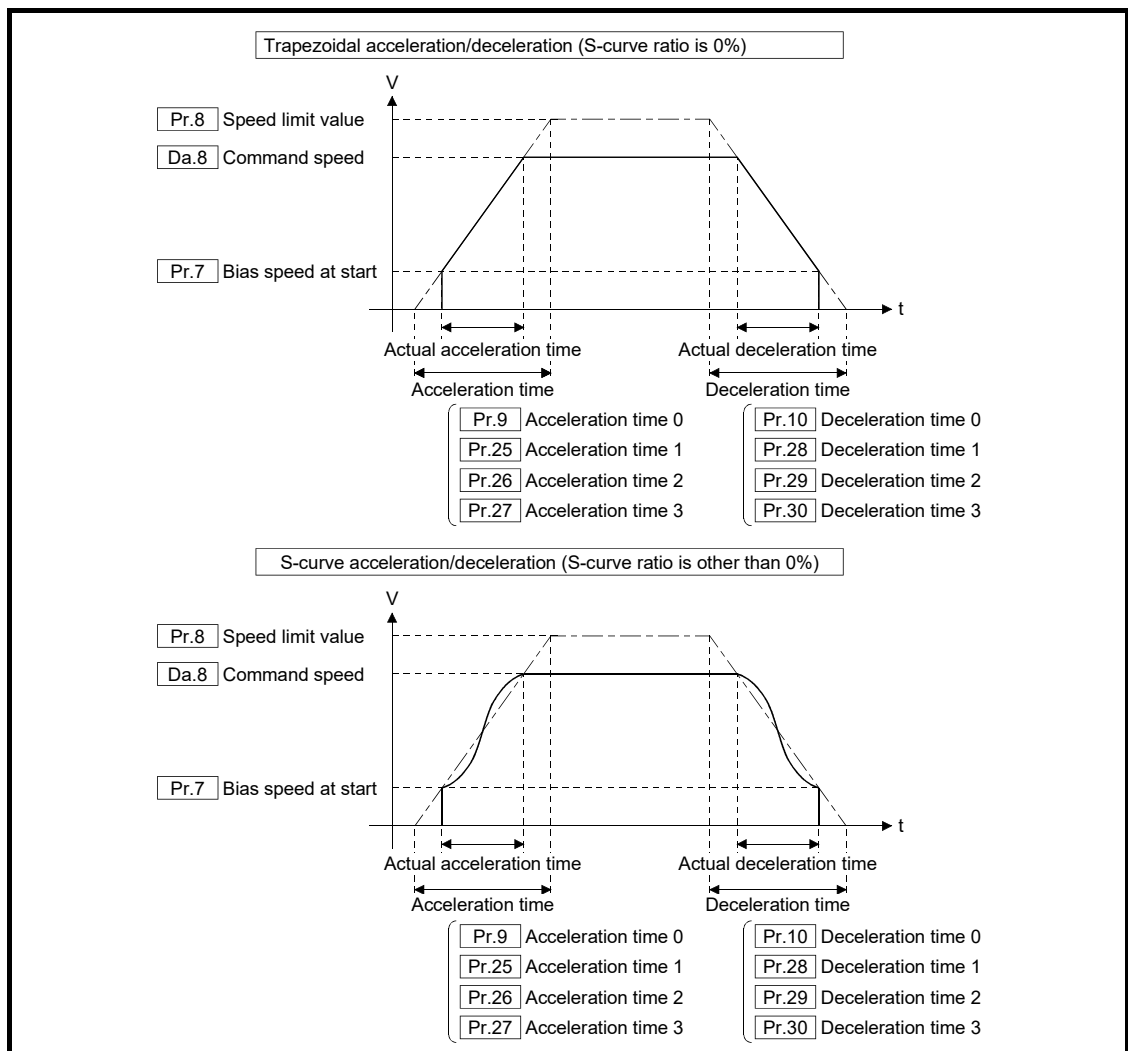 Trapezoidal acceleration/deceleration (S-curve ratio is 0%)
V
Pr.8 Speed limit value
Da.8 Command speed
Pr.7 Bias speed at start
t
Actual acceleration time Actual deceleration time
Acceleration time Deceleration time
Pr.9 Acceleration time 0 Pr.10 Deceleration time 0
Pr.25 Acceleration time 1 Pr.28 Deceleration time 1
Pr.26 Acceleration time 2 Pr.29 Deceleration time 2
Pr.27 Acceleration time 3 Pr.30 Deceleration time 3
S-curve acceleration/deceleration (S-curve ratio is other than 0%)
V
Pr.8 Speed limit value
Da.8 Command speed
Pr.7 Bias speed at start
t
Actual acceleration time Actual deceleration time
Acceleration time Deceleration time
Pr.9 Acceleration time 0 Pr.10 Deceleration time 0
Pr.25 Acceleration time 1 Pr.28 Deceleration time 1
Pr.26 Acceleration time 2 Pr.29 Deceleration time 2
Pr.27 Acceleration time 3 Pr.30 Deceleration time 3